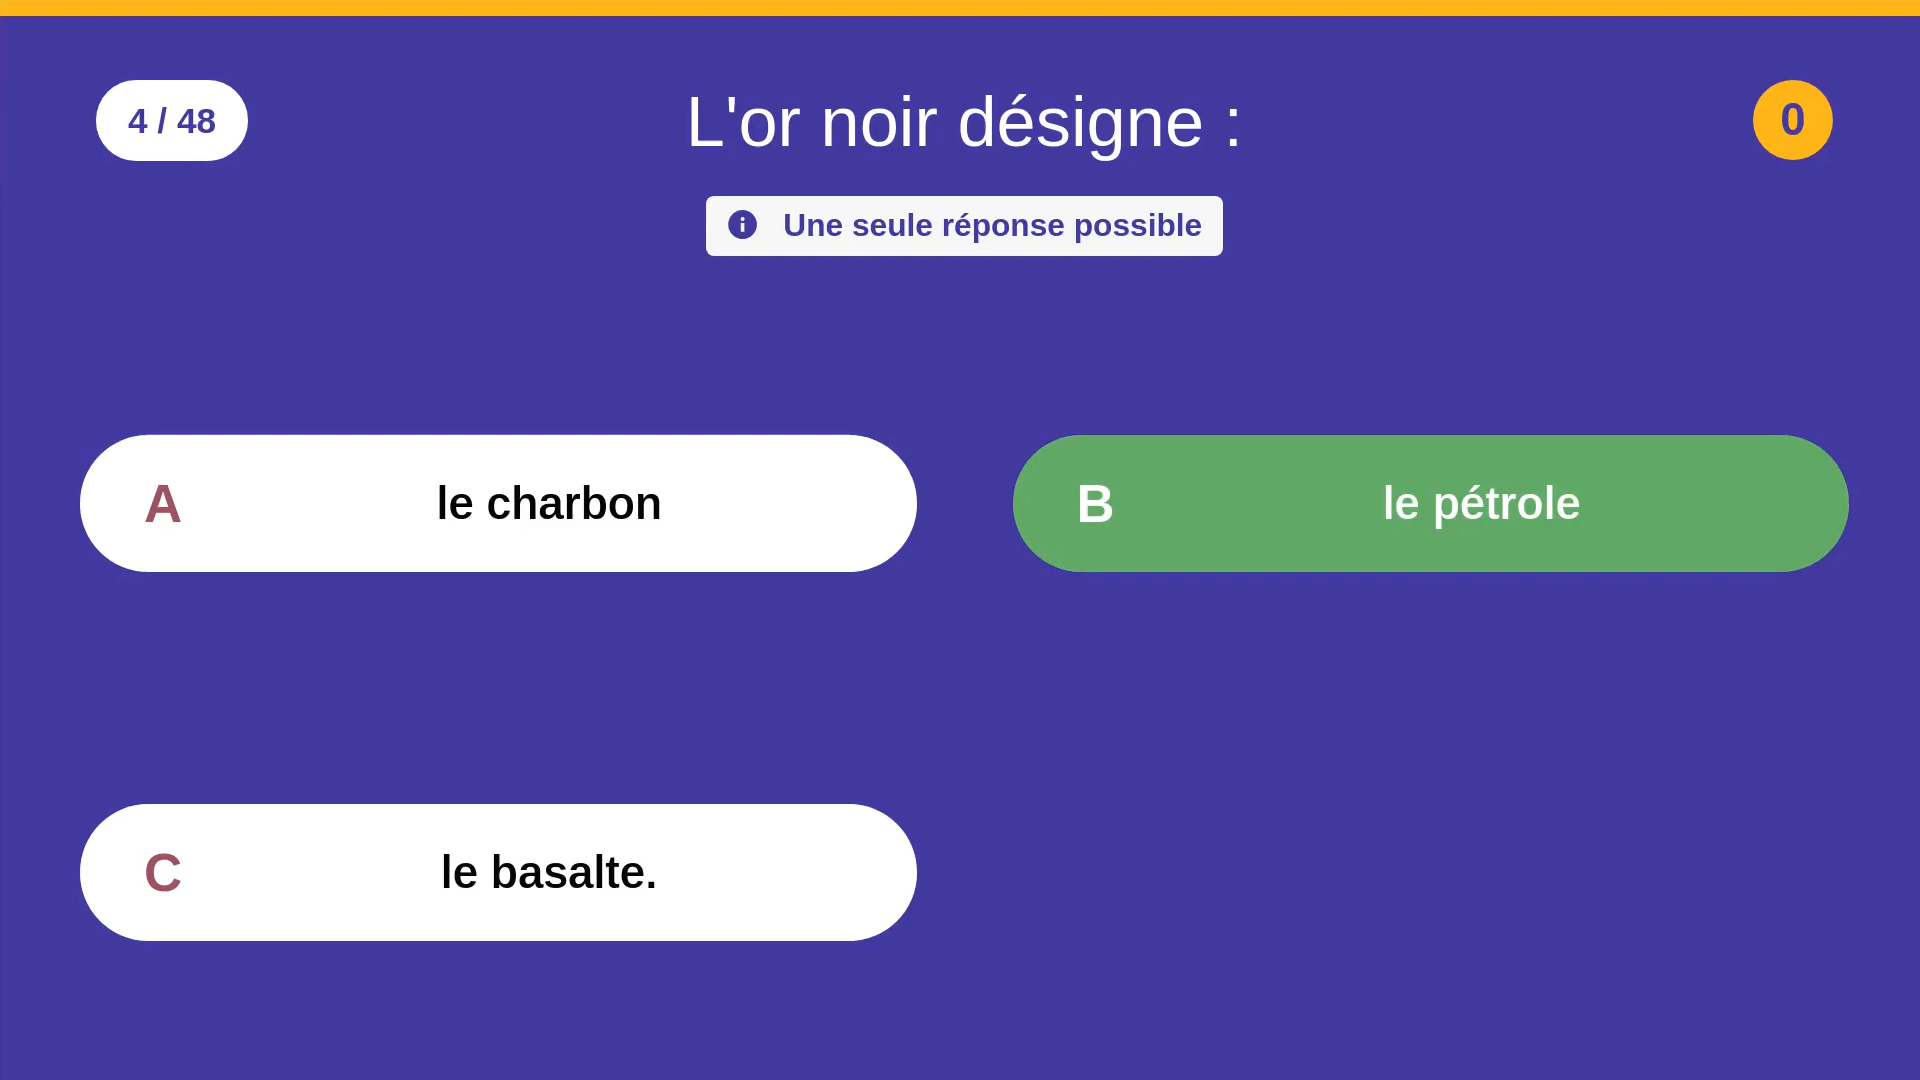 4 / 48
L'or noir désigne :
0
Une seule réponse possible
A le charbon
B le pétrole
C le basalte.